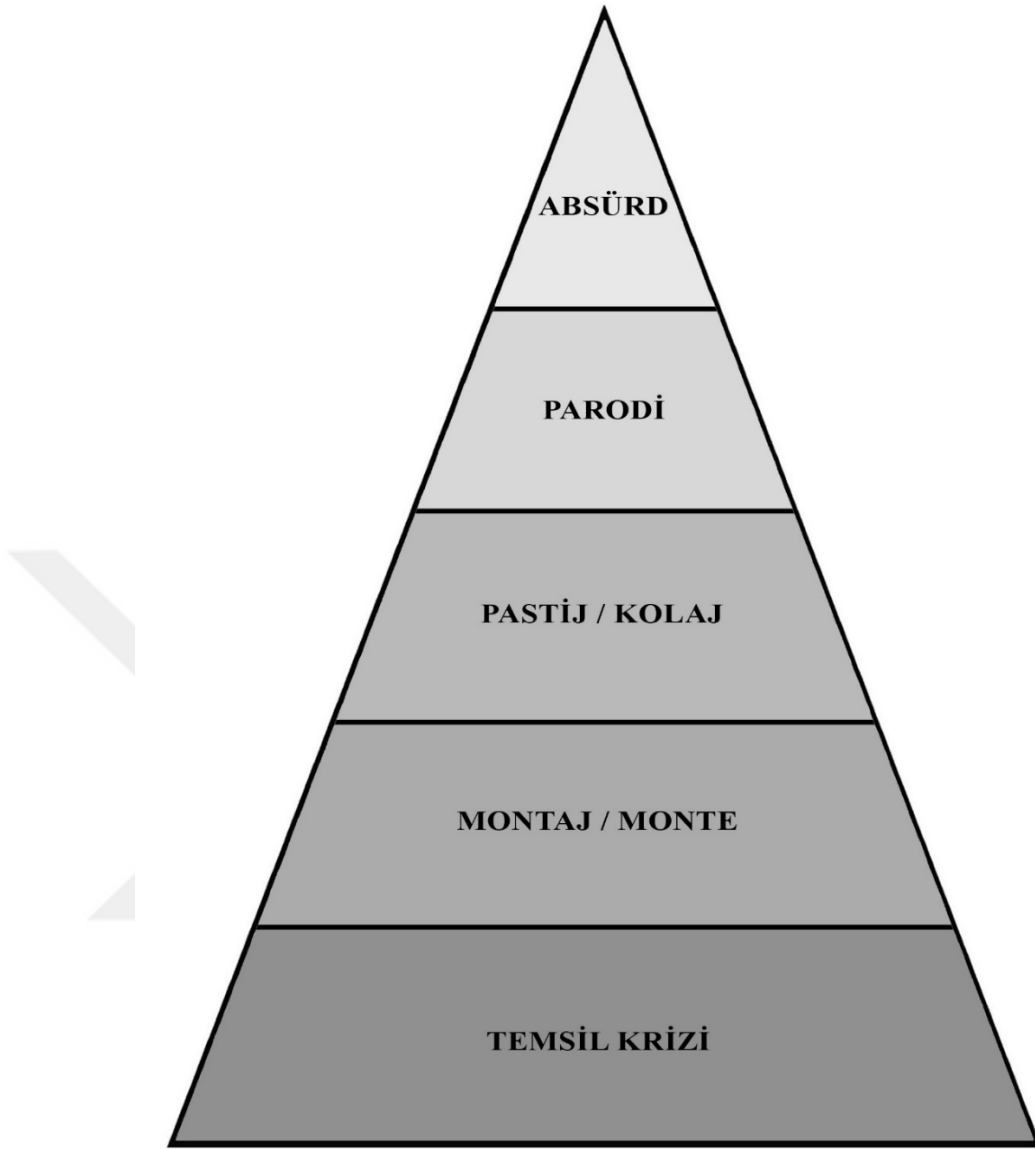 ABSÜRD
PARODİ
PASTİJ / KOLAJ
MONTAJ / MONTE
TEMSİL KRİZİ